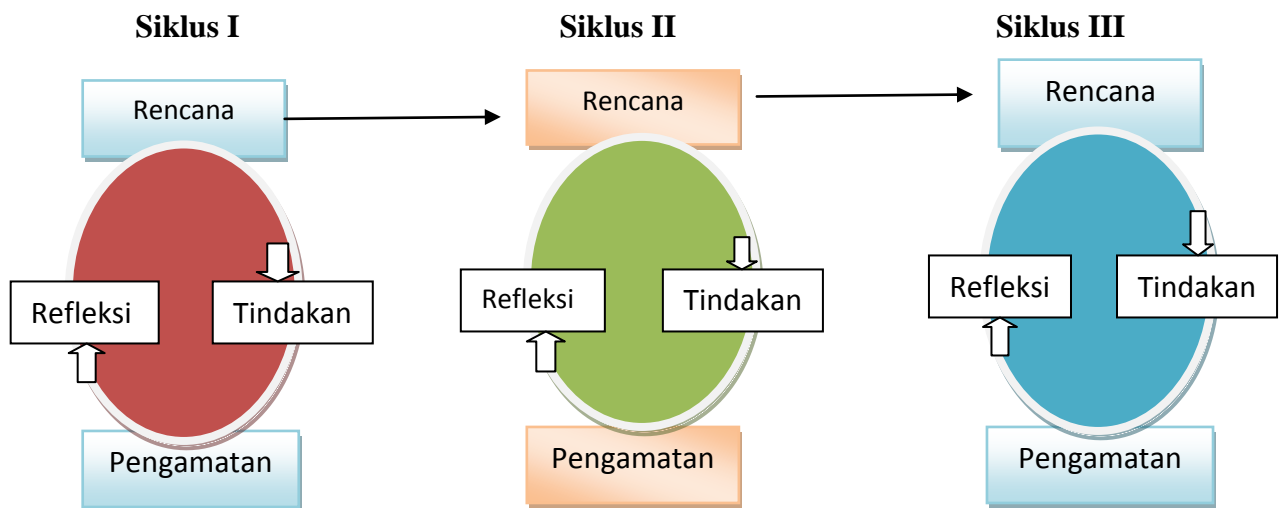 Siklus I
Siklus II
Siklus III
Rencana
Rencana
Rencana
Refleksi
Tindakan
Refleksi
Tindakan
Refleksi
Tindakan
Pengamatan
Pengamatan
Pengamatan